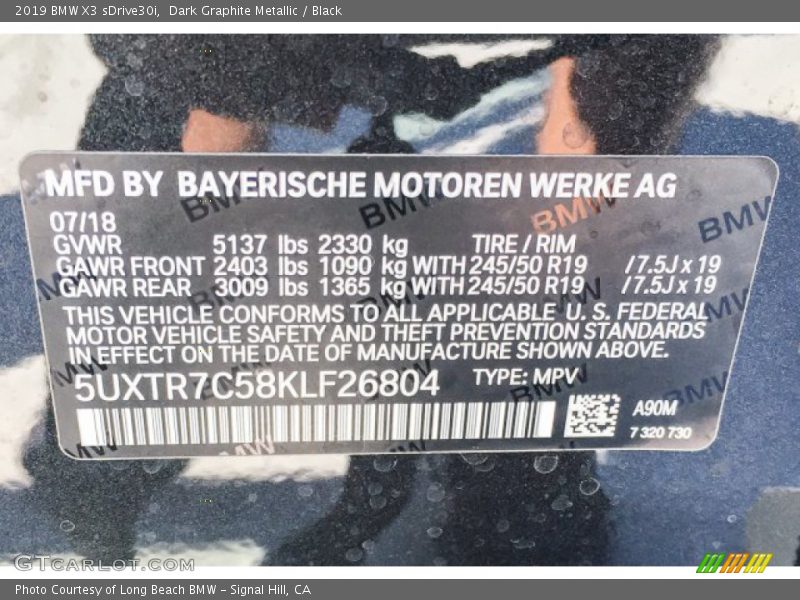 2019 BMW X3 sDrive30i, Dark Graphite Metallic / Black
MFD BY BAYERISCHE MOTOREN WERKE AG
07/18
GVWR 5137 lbs 2330 kg TIRE / RIM
GAWR FRONT 2403 lbs 1090 kg WITH 245/50 R19 /7.5J x 19
GAWR REAR 3009 lbs 1365 kg WITH 245/50 R19 /7.5J x 19
THIS VEHICLE CONFORMS TO ALL APPLICABLE U.S. FEDERAL
MOTOR VEHICLE SAFETY AND THEFT PREVENTION STANDARDS
IN EFFECT ON THE DATE OF MANUFACTURE SHOWN ABOVE.
5UXTR7C58KLF26804 TYPE: MPV
A90M
7 320 730
GTCARLOT.COM
Photo Courtesy of Long Beach BMW - Signal Hill, CA